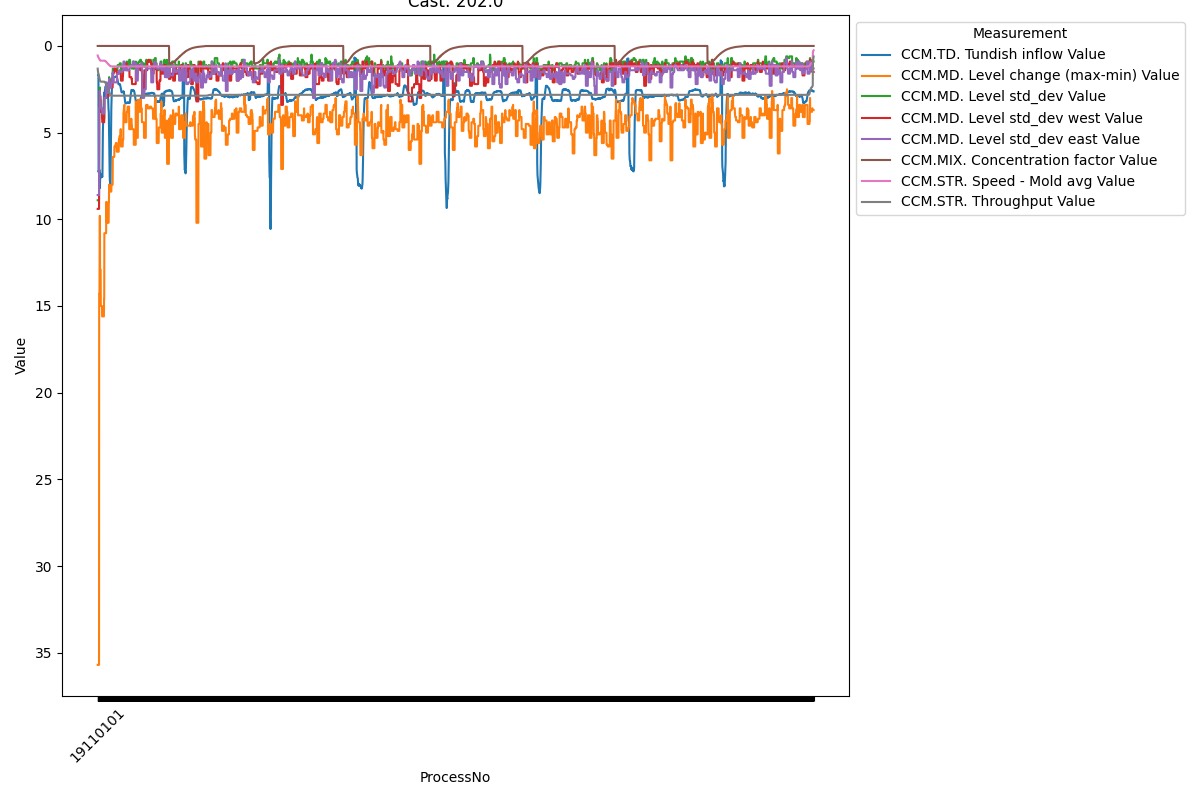 Cast: 202.0
Measurement
CCM.TD. Tundish inflow Value
CCM.MD. Level change (max-min) Value
CCM.MD. Level std_dev Value
CCM.MD. Level std_dev west Value
CCM.MD. Level std_dev east Value
CCM.MIX. Concentration factor Value
CCM.STR. Speed - Mold avg Value
CCM.STR. Throughput Value
0
5
10
15
20
25
30
35
Value
19110101
ProcessNo